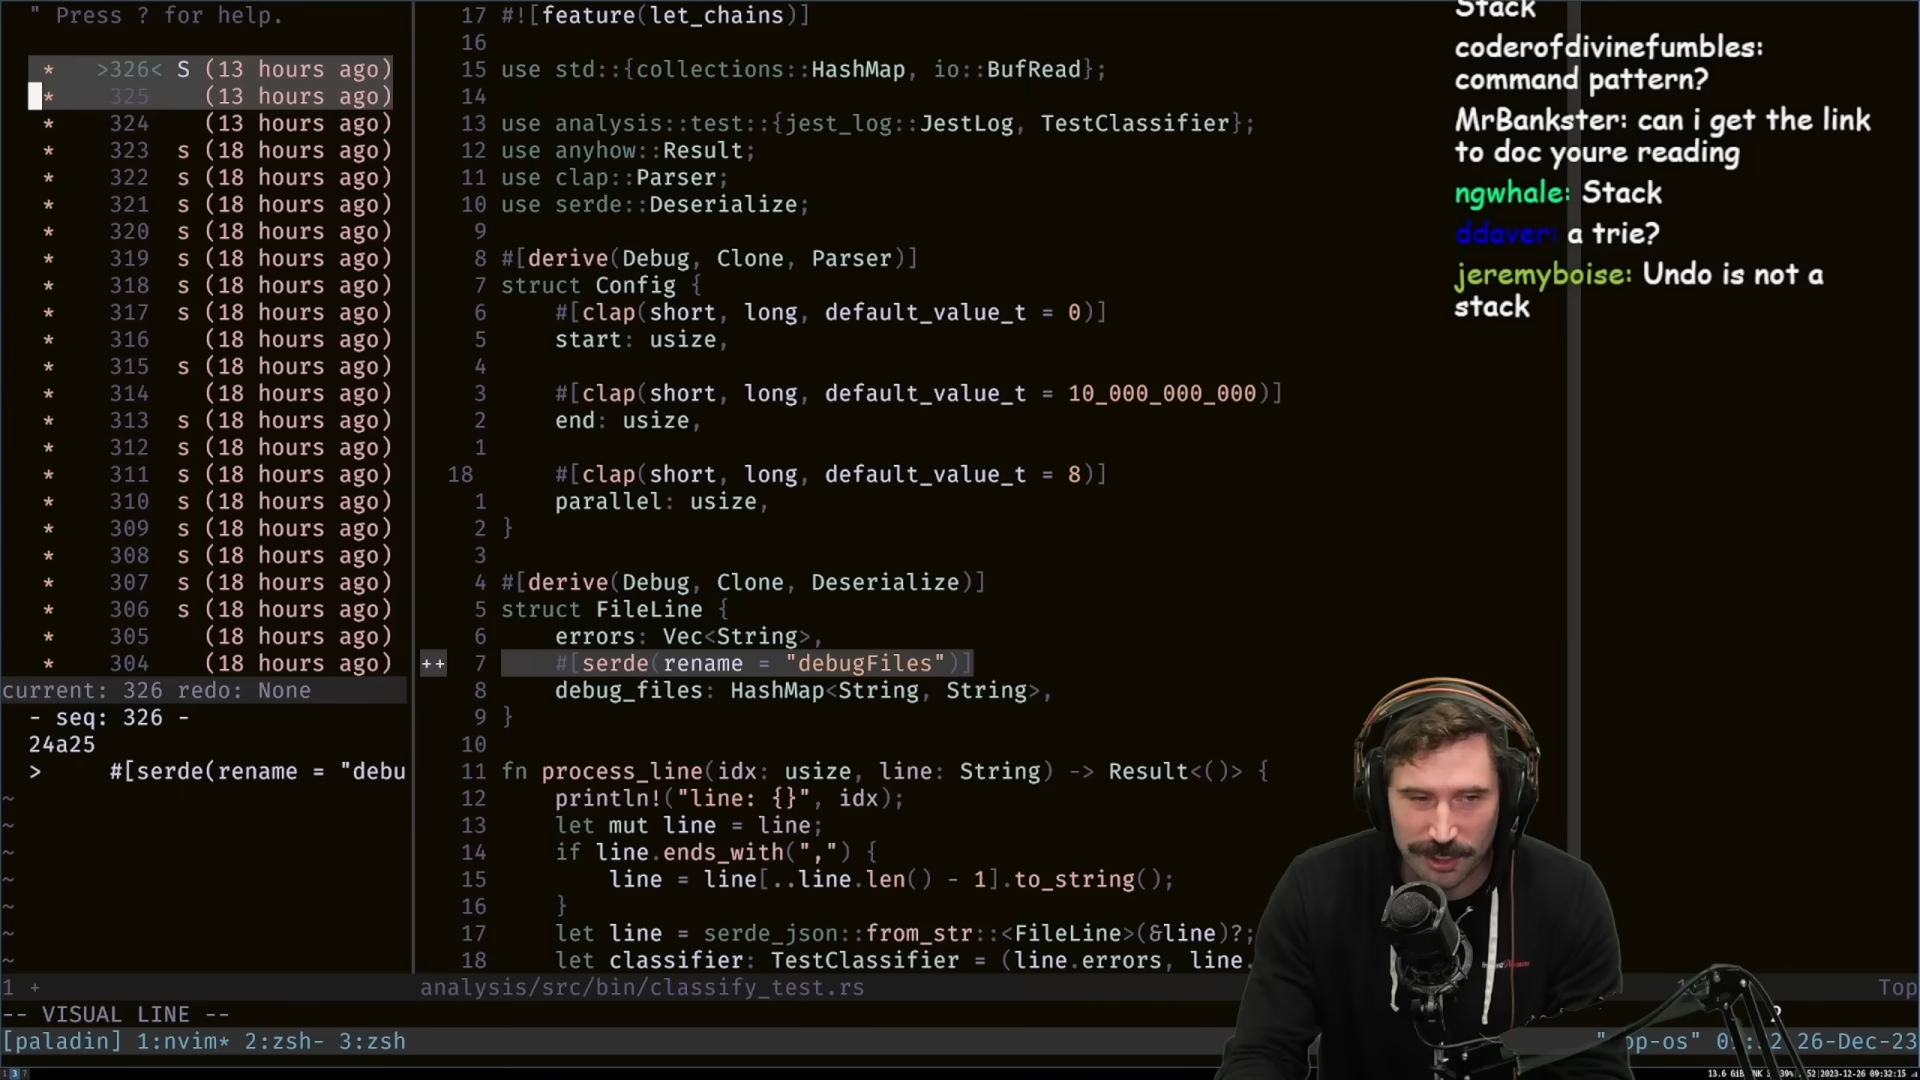 " Press ? for help.
* >326< S (13 hours ago)
* 325 (13 hours ago)
* 324 (13 hours ago)
* 323 s (18 hours ago)
* 322 s (18 hours ago)
* 321 s (18 hours ago)
* 320 s (18 hours ago)
* 319 s (18 hours ago)
* 318 s (18 hours ago)
* 317 s (18 hours ago)
* 316 (18 hours ago)
* 315 s (18 hours ago)
* 314 (18 hours ago)
* 313 s (18 hours ago)
* 312 s (18 hours ago)
* 311 s (18 hours ago)
* 310 s (18 hours ago)
* 309 s (18 hours ago)
* 308 s (18 hours ago)
* 307 s (18 hours ago)
* 306 s (18 hours ago)
* 305 (18 hours ago)
* 304 (18 hours ago)
current: 326 redo: None
- seq: 326 -
24a25
> #[serde(rename = "debu
~
~
~
~
~
~
~
1 +
17 #![feature(let_chains)]
16
15 use std::{collections::HashMap, io::BufRead};
14
13 use analysis::test::{jest_log::JestLog, TestClassifier};
12 use anyhow::Result;
11 use clap::Parser;
10 use serde::Deserialize;
9
8 #[derive(Debug, Clone, Parser)]
7 struct Config {
6 #[clap(short, long, default_value_t = 0)]
5 start: usize,
4
3 #[clap(short, long, default_value_t = 10_000_000_000)]
2 end: usize,
1
18 #[clap(short, long, default_value_t = 8)]
1 parallel: usize,
2 }
3
4 #[derive(Debug, Clone, Deserialize)]
5 struct FileLine {
6 errors: Vec<String>,
++ 7 #[serde(rename = "debugFiles")]
8 debug_files: HashMap<String, String>,
9 }
10
11 fn process_line(idx: usize, line: String) -> Result<()> {
12 println!("line: {}", idx);
13 let mut line = line;
14 if line.ends_with(",") {
15 line = line[..line.len() - 1].to_string();
16 }
17 let line = serde_json::from_str::<FileLine>(&line)?;
18 let classifier: TestClassifier = (line.errors, line.
analysis/src/bin/classify_test.rs
Top
-- VISUAL LINE --
[paladin] 1:nvim* 2:zsh- 3:zsh
26-Dec-23
2023-12-26 09:32:15
Stack
coderofdivinefumbles:
command pattern?
MrBankster: can i get the link
to doc youre reading
ngwhale: Stack
ddaver: a trie?
jeremyboise: Undo is not a
stack